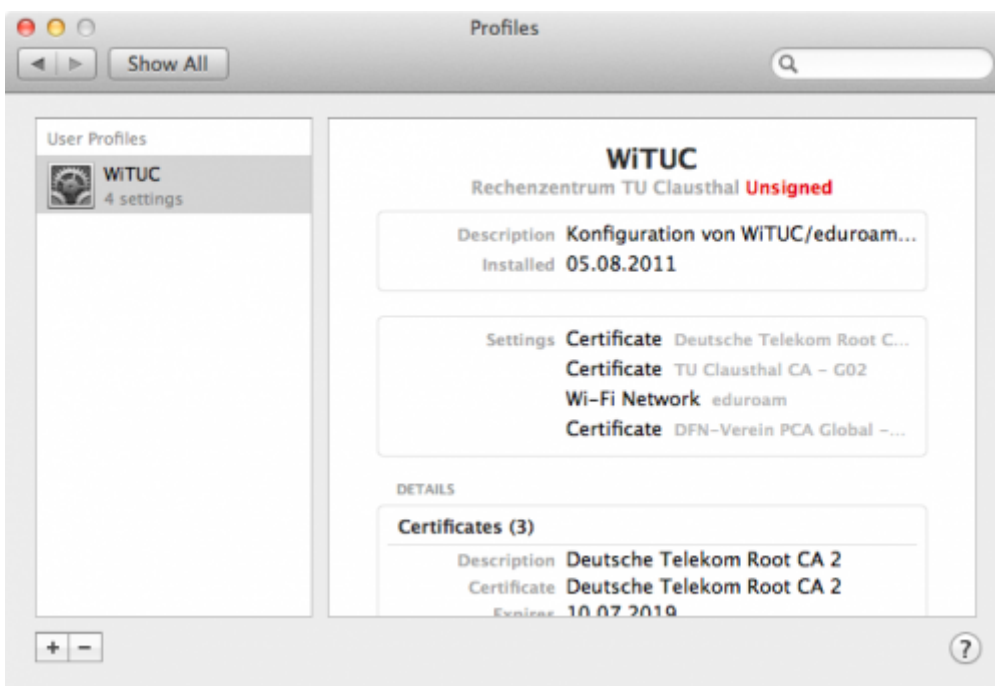 Profiles
Show All
User Profiles
WiTUC
4 settings
WiTUC
Rechenzentrum TU Clausthal Unsigned
Description Konfiguration von WiTUC/eduroam...
Installed 05.08.2011
Settings Certificate Deutsche Telekom Root C...
Certificate TU Clausthal CA – G02
Wi-Fi Network eduroam
Certificate DFN-Verein PCA Global –...
DETAILS
Certificates (3)
Description Deutsche Telekom Root CA 2
Certificate Deutsche Telekom Root CA 2
Expires 10.07.2019
+ −
?